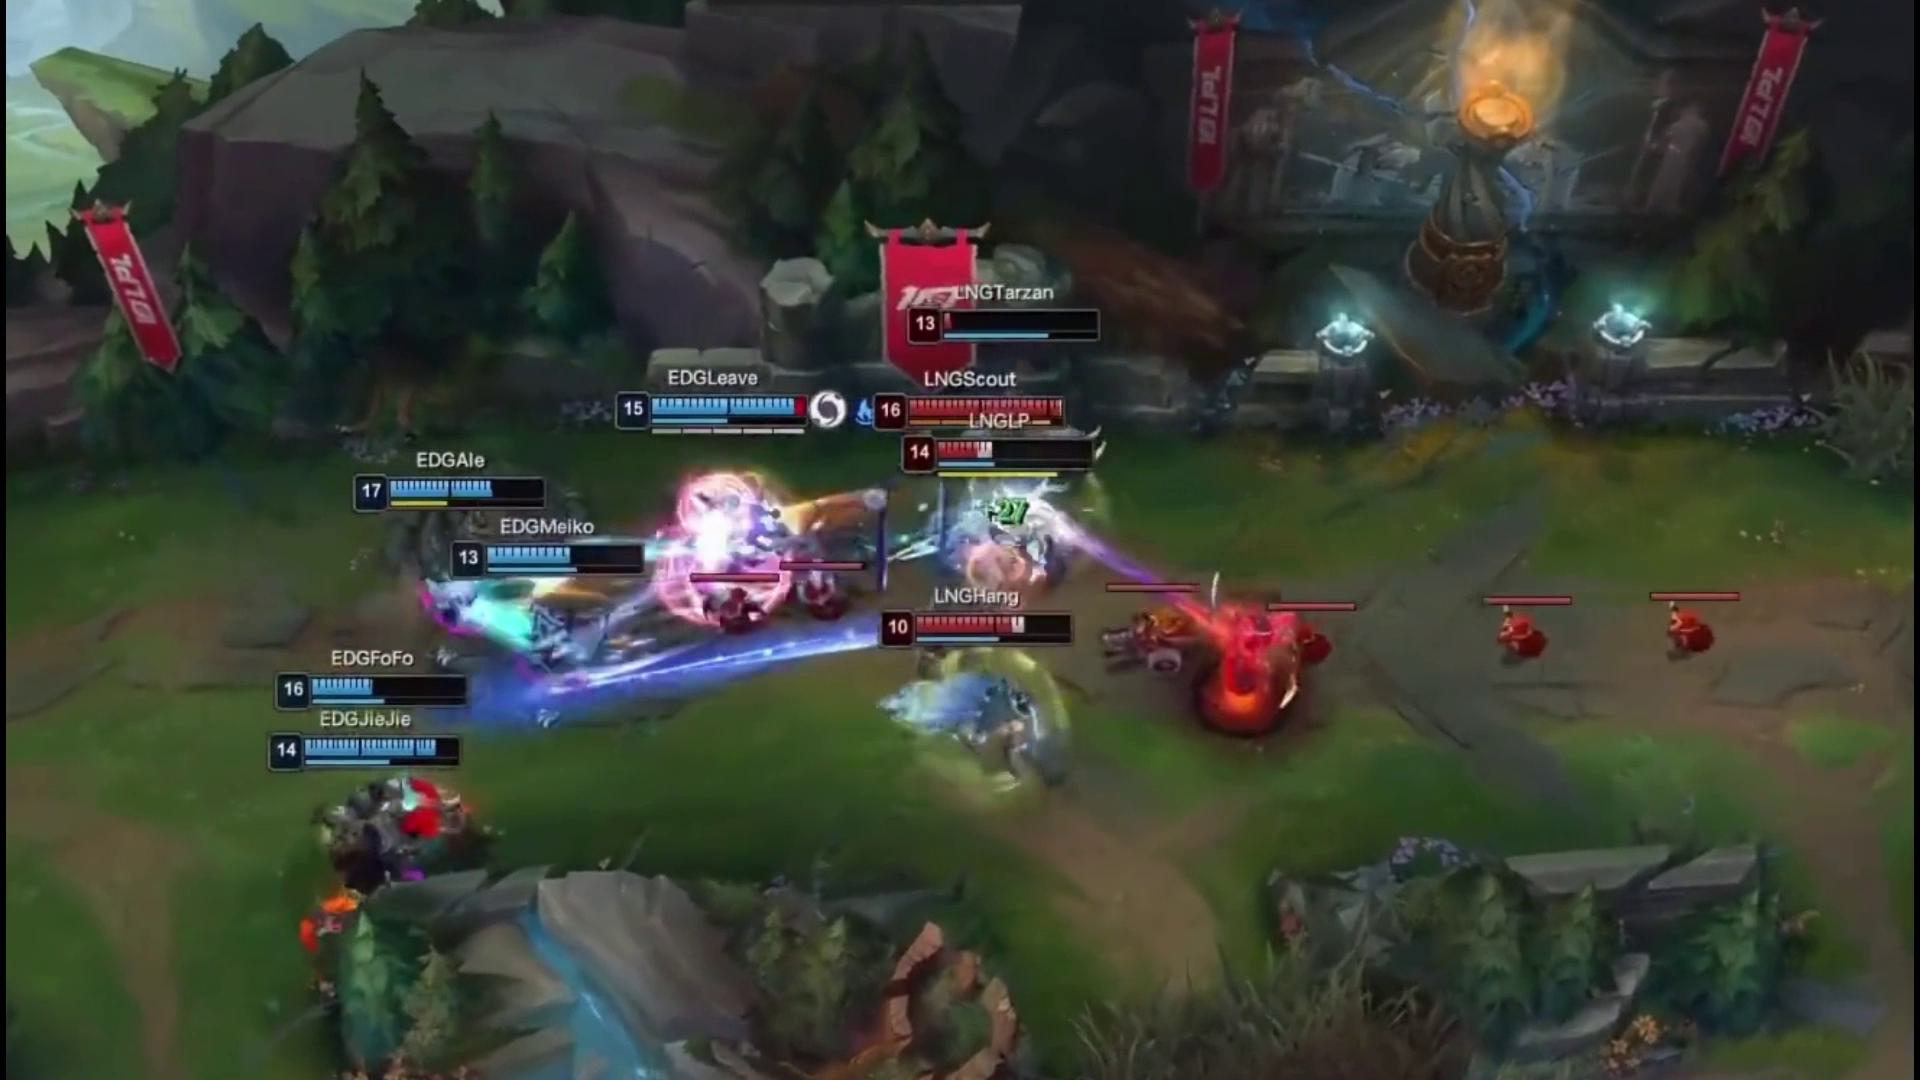 LPL
LPL
LNGTarzan
13
EDGLeave
15
LNGScout
16
LNGLP
14
EDGAle
17
+27
EDGMeiko
13
LNGHang
10
EDGFoFo
16
EDGJieJie
14